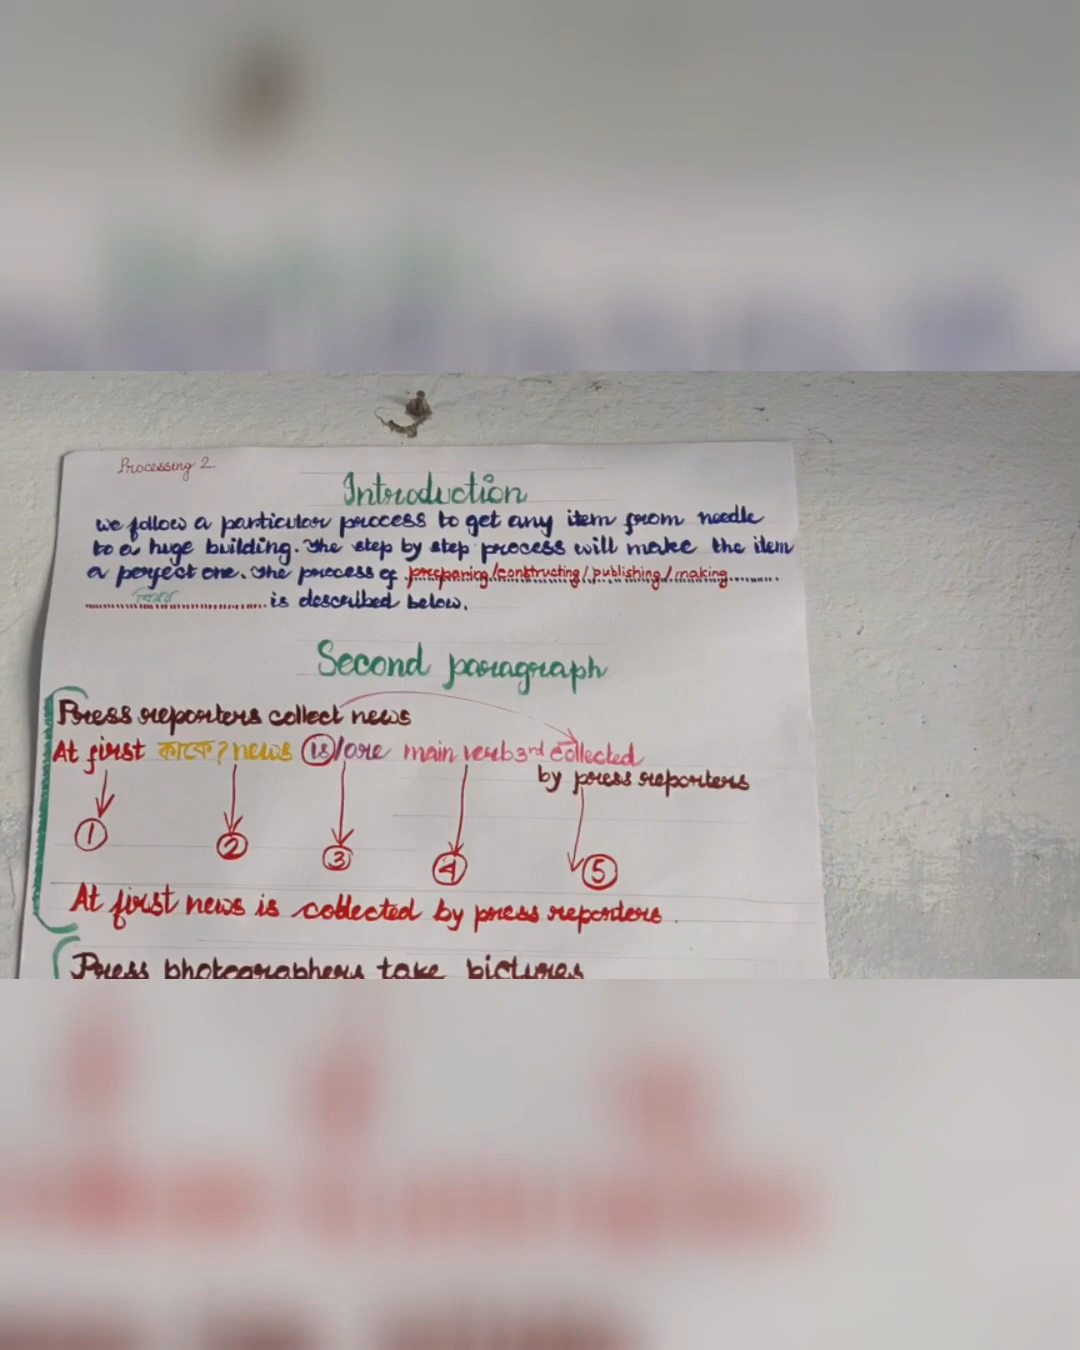 Processing 2.
Introduction
we follow a particular process to get any item from needle
to a huge building. The step by step process will make the item
a perfect one. The process of preparing/constructing/publishing/making
is described below.
Second paragraph
Press reporters collect news
At first কাকে? news is/are main verb 3rd collected
by press reporters
1 2 3 4 5
At first news is collected by press reporters.
Press photographers take pictures